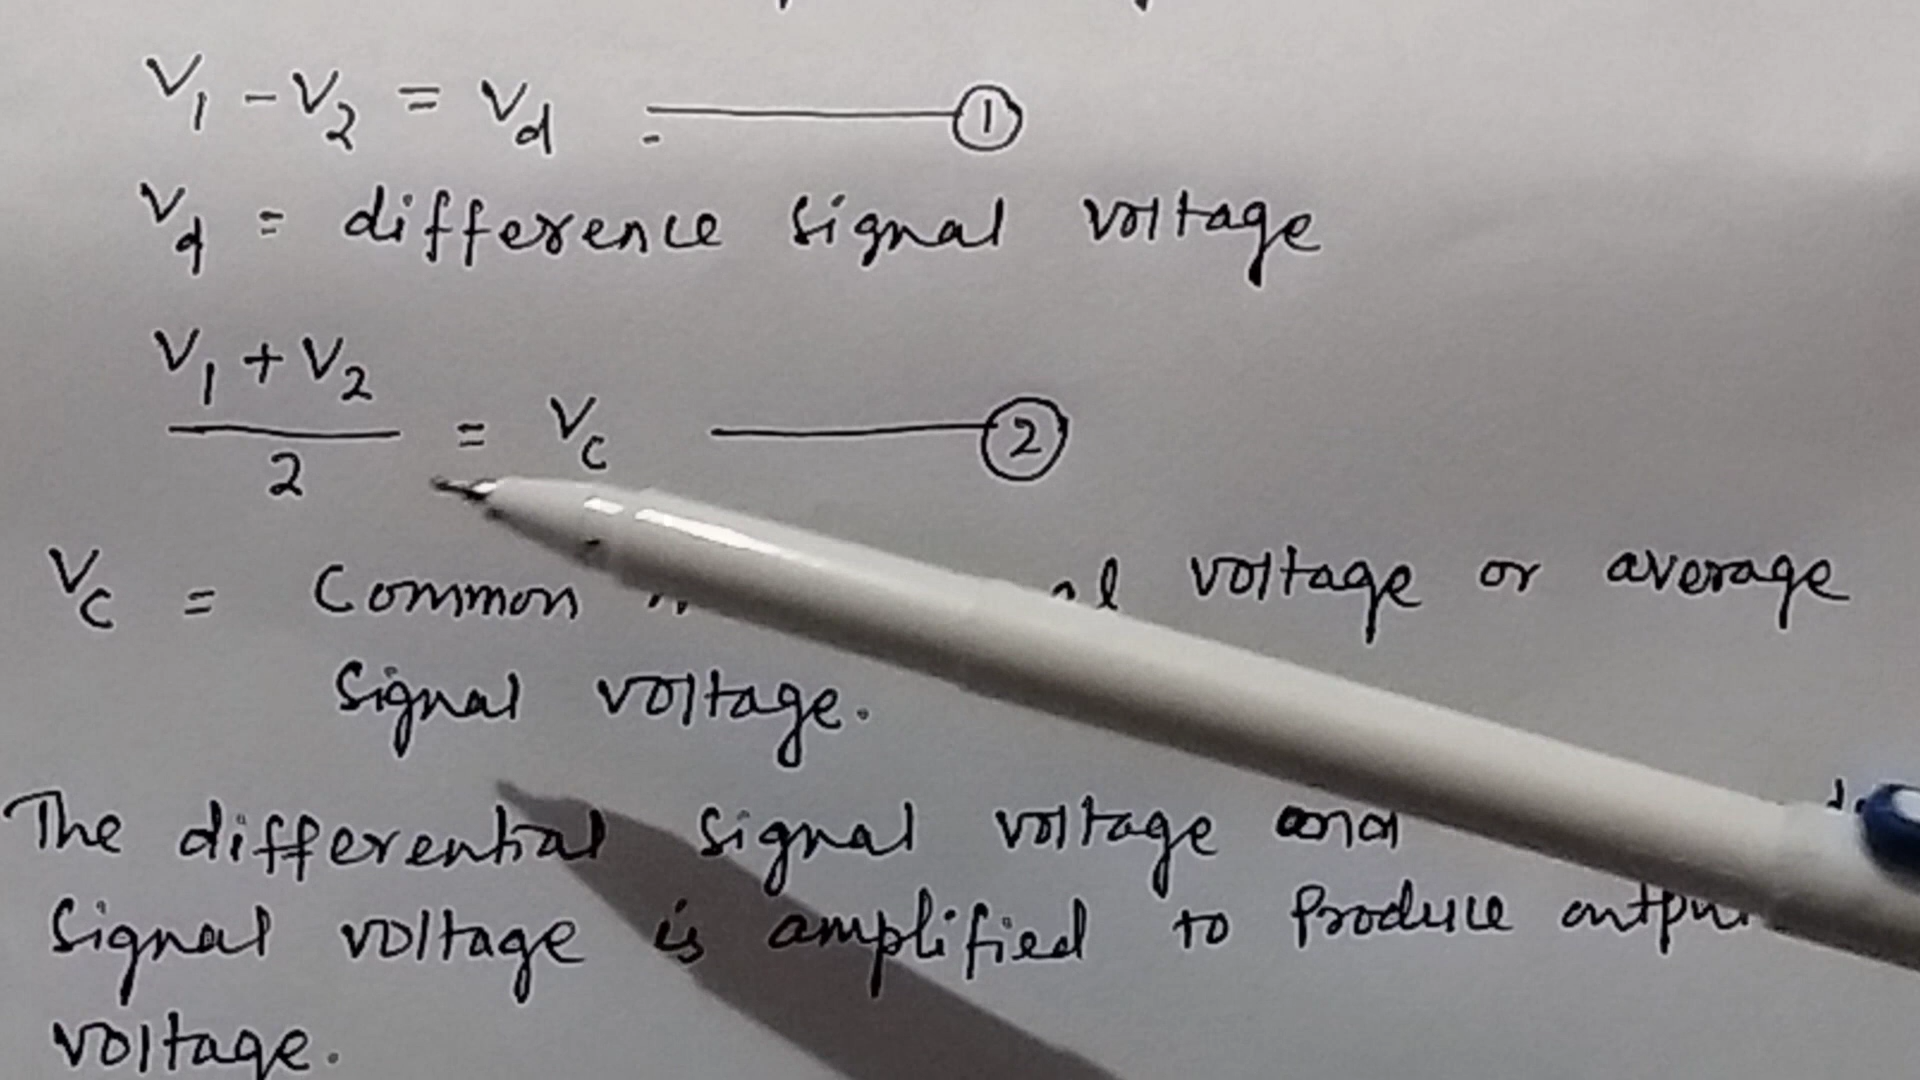 V₁ - V₂ = Vd ——— ①
Vd = difference signal voltage
V₁ + V₂
——— = Vc ——— ②
2
Vc = Common voltage or average
signal voltage.
The differential signal voltage and
signal voltage is amplified to produce
voltage.